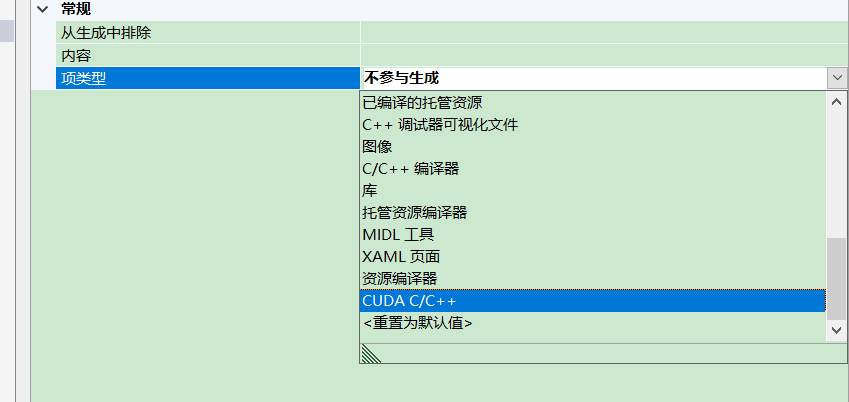 常规
从生成中排除
内容
项类型 不参与生成
已编译的托管资源
C++ 调试器可视化文件
图像
C/C++ 编译器
库
托管资源编译器
MIDL 工具
XAML 页面
资源编译器
CUDA C/C++
<重置为默认值>